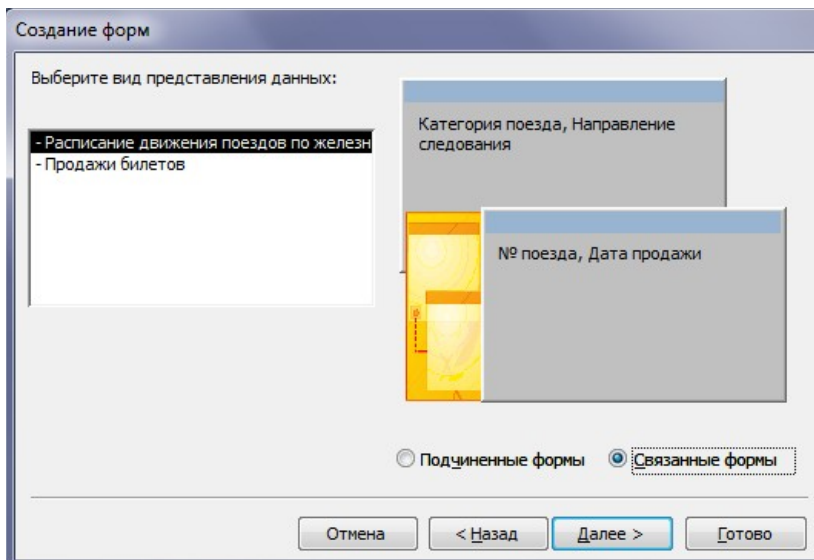 Создание форм
Выберите вид представления данных:
- Расписание движения поездов по железн
- Продажи билетов
Категория поезда, Направление
следования
№ поезда, Дата продажи
Подчиненные формы
Связанные формы
Отмена
< Назад
Далее >
Готово